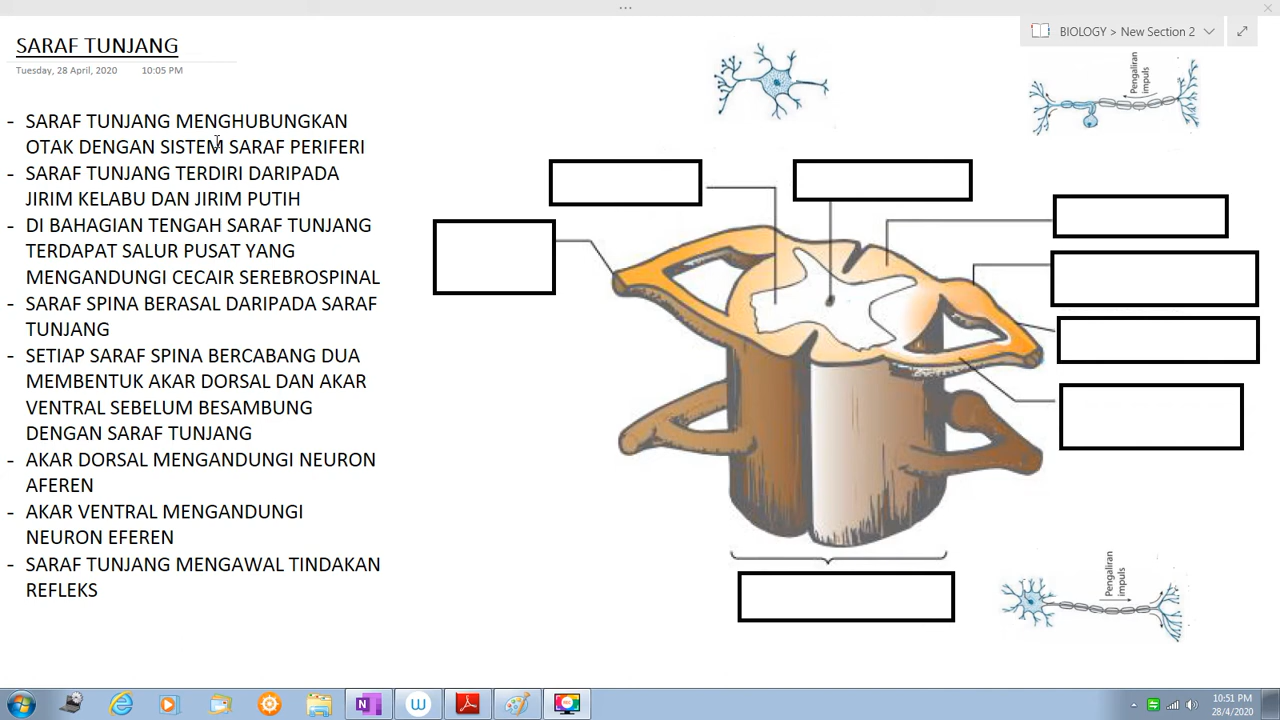 BIOLOGY > New Section 2
SARAF TUNJANG
Tuesday, 28 April, 2020 10:05 PM
- SARAF TUNJANG MENGHUBUNGKAN
OTAK DENGAN SISTEM SARAF PERIFERI
- SARAF TUNJANG TERDIRI DARIPADA
JIRIM KELABU DAN JIRIM PUTIH
- DI BAHAGIAN TENGAH SARAF TUNJANG
TERDAPAT SALUR PUSAT YANG
MENGANDUNGI CECAIR SEREBROSPINAL
- SARAF SPINA BERASAL DARIPADA SARAF
TUNJANG
- SETIAP SARAF SPINA BERCABANG DUA
MEMBENTUK AKAR DORSAL DAN AKAR
VENTRAL SEBELUM BESAMBUNG
DENGAN SARAF TUNJANG
- AKAR DORSAL MENGANDUNGI NEURON
AFEREN
- AKAR VENTRAL MENGANDUNGI
NEURON EFEREN
- SARAF TUNJANG MENGAWAL TINDAKAN
REFLEKS
Pengaliran
impuls
Pengaliran
impuls
10:51 PM
28/4/2020